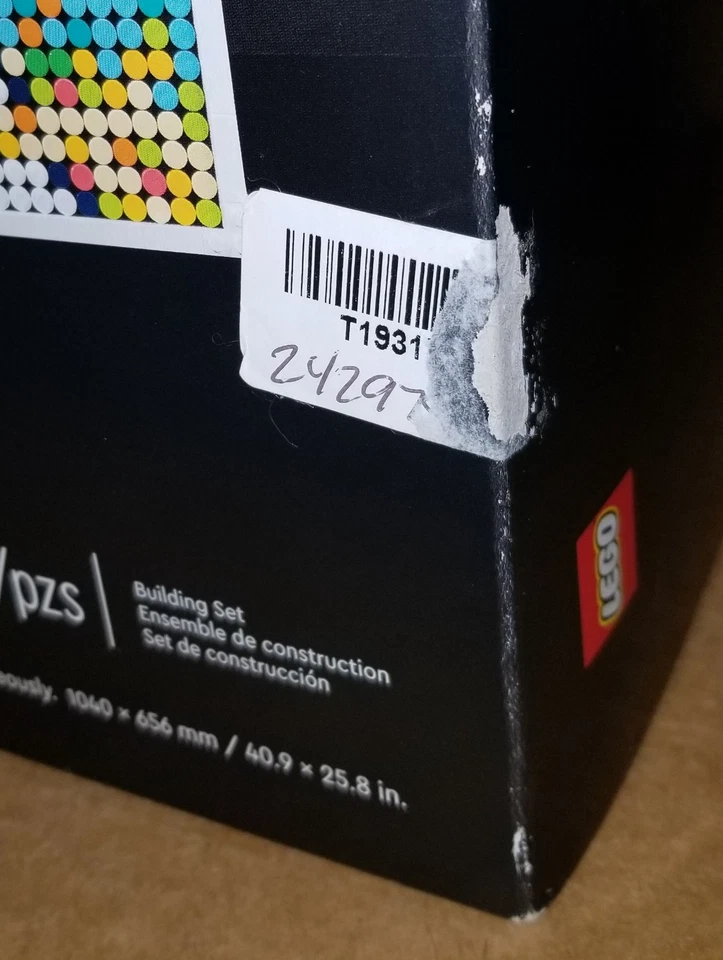 T1931
24297
/pzs
Building Set
Ensemble de construction
Set de construcción
1040 × 656 mm / 40.9 × 25.8 in.
LEGO